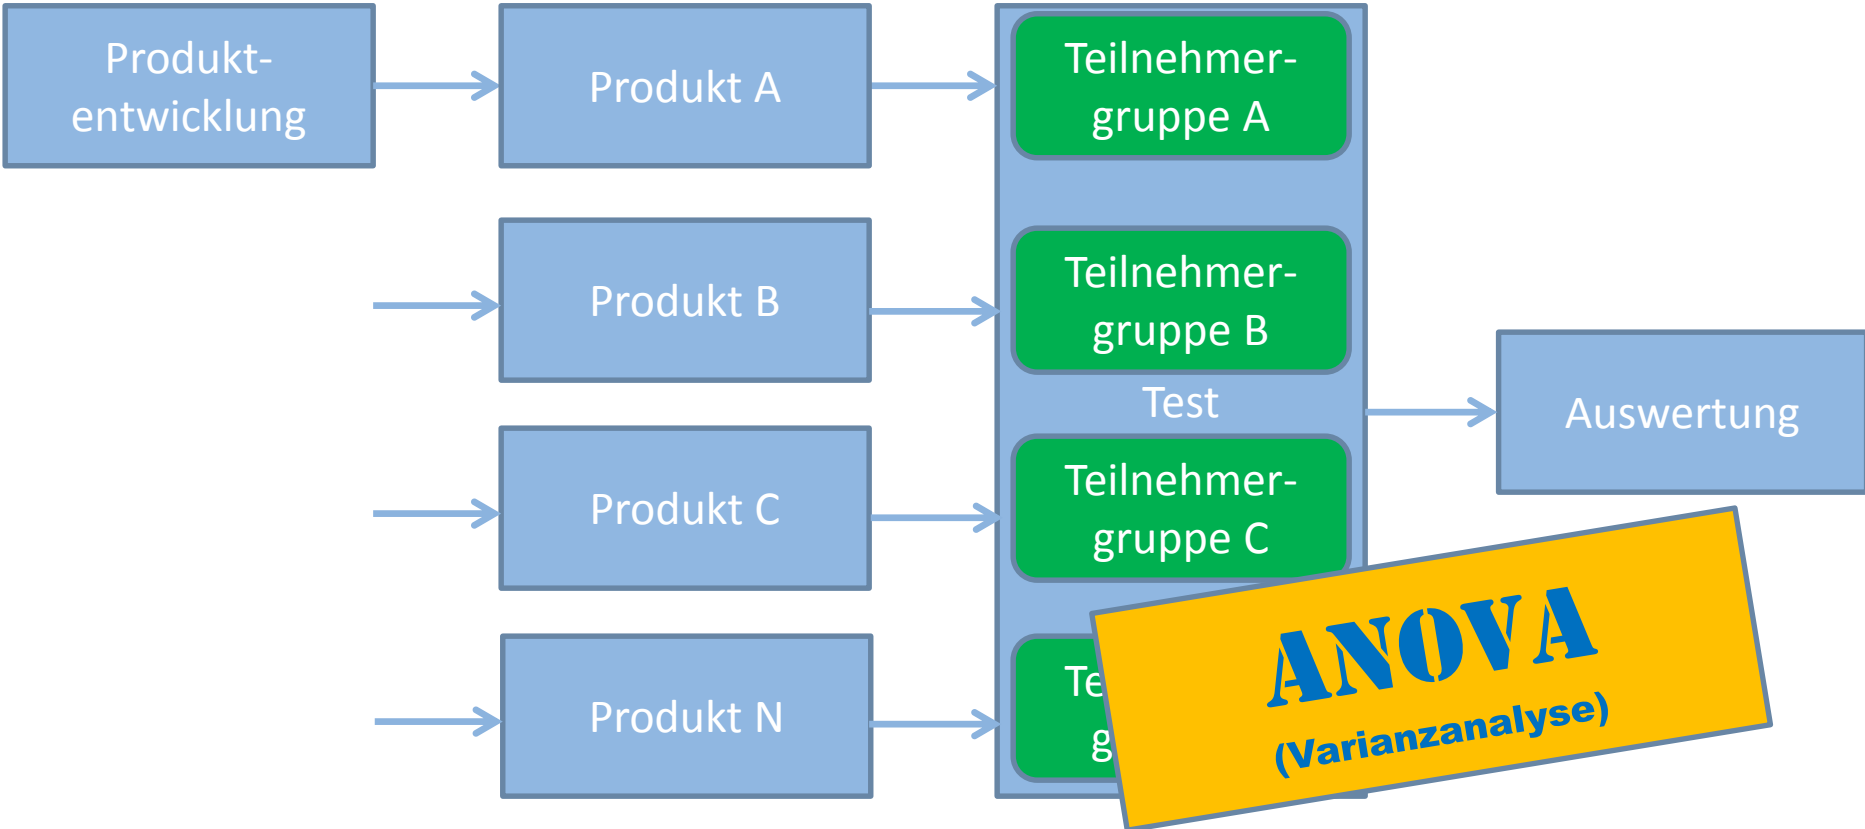 Produkt-
entwicklung
Produkt A
Teilnehmer-
gruppe A
Produkt B
Teilnehmer-
gruppe B
Test
Auswertung
Produkt C
Teilnehmer-
gruppe C
Produkt N
ANOVA
(Varianzanalyse)